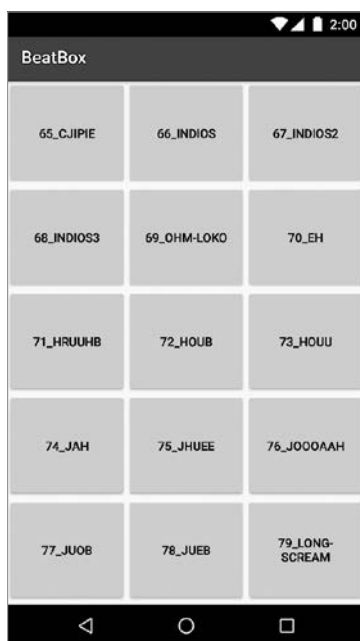 2:00
BeatBox
65_CJIPIE
66_INDIOS
67_INDIOS2
68_INDIOS3
69_OHM-LOKO
70_EH
71_HRUUHB
72_HOUB
73_HOUU
74_JAH
75_JHUEE
76_JOOOAAH
77_JUOB
78_JUEB
79_LONG-
SCREAM